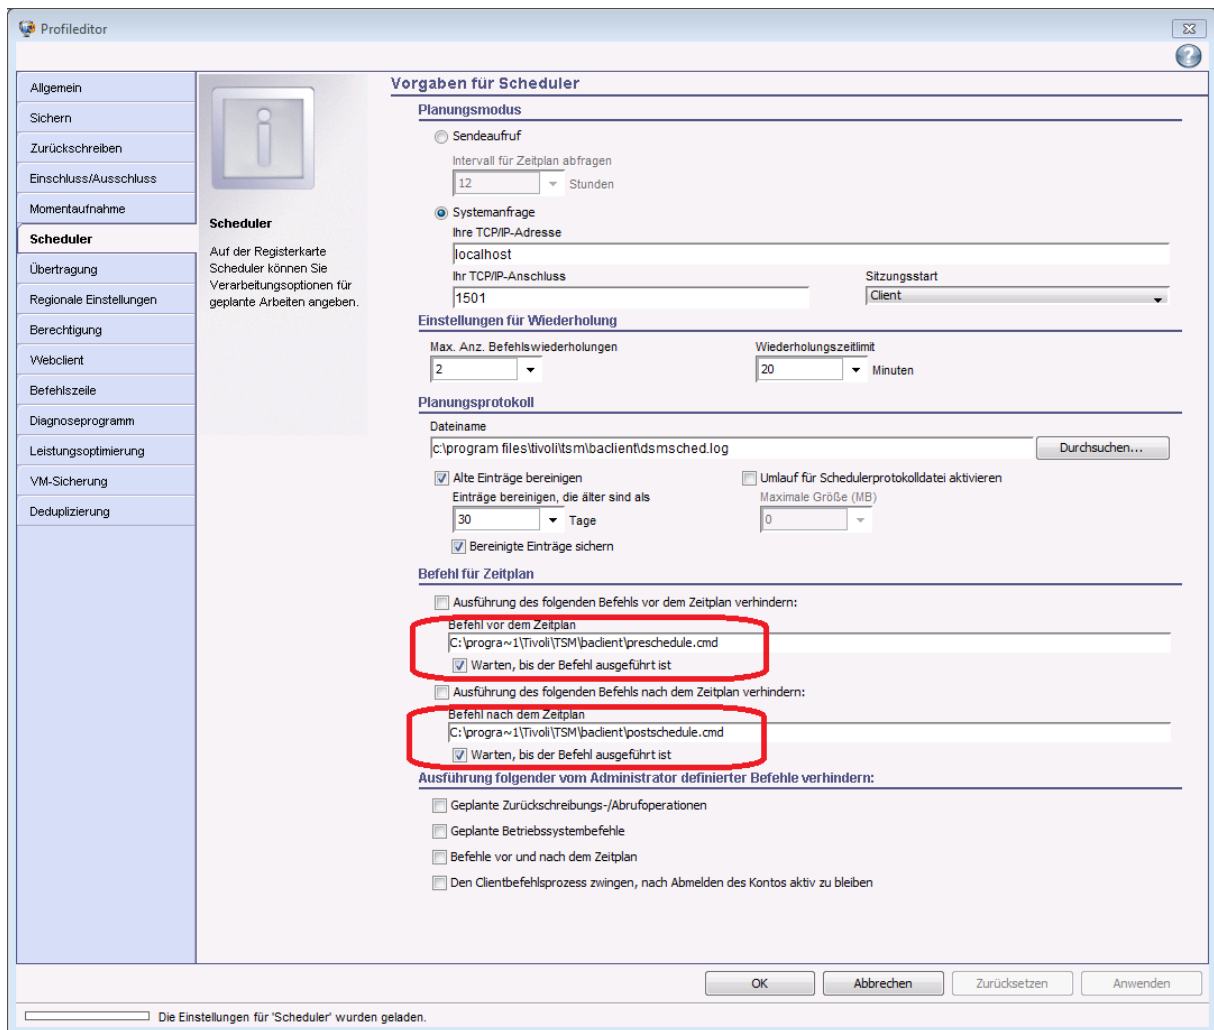 Profileditor
Allgemein
Sichern
Zurückschreiben
Einschluss/Ausschluss
Momentaufnahme
Scheduler
Übertragung
Regionale Einstellungen
Berechtigung
Webclient
Befehlszeile
Diagnoseprogramm
Leistungsoptimierung
VM-Sicherung
Deduplizierung
Scheduler
Auf der Registerkarte
Scheduler können Sie
Verarbeitungsoptionen für
geplante Arbeiten angeben.
Vorgaben für Scheduler
Planungsmodus
Sendeaufruf
Intervall für Zeitplan abfragen
12 Stunden
Systemanfrage
Ihre TCP/IP-Adresse
localhost
Ihr TCP/IP-Anschluss Sitzungsstart
1501 Client
Einstellungen für Wiederholung
Max. Anz. Befehlswiederholungen Wiederholungszeitlimit
2 20 Minuten
Planungsprotokoll
Dateiname
c:\program files\tivoli\tsm\baclient\dsmsched.log Durchsuchen...
Alte Einträge bereinigen Umlauf für Schedulerprotokolldatei aktivieren
Einträge bereinigen, die älter sind als Maximale Größe (MB)
30 Tage 0
Bereinigte Einträge sichern
Befehl für Zeitplan
Ausführung des folgenden Befehls vor dem Zeitplan verhindern:
Befehl vor dem Zeitplan
C:\progra~1\Tivoli\TSM\baclient\preschedule.cmd
Warten, bis der Befehl ausgeführt ist
Ausführung des folgenden Befehls nach dem Zeitplan verhindern:
Befehl nach dem Zeitplan
C:\progra~1\Tivoli\TSM\baclient\postschedule.cmd
Warten, bis der Befehl ausgeführt ist
Ausführung folgender vom Administrator definierter Befehle verhindern:
Geplante Zurückschreibungs-/Abrufoperationen
Geplante Betriebssystembefehle
Befehle vor und nach dem Zeitplan
Den Clientbefehlsprozess zwingen, nach Abmelden des Kontos aktiv zu bleiben
OK Abbrechen Zurücksetzen Anwenden
Die Einstellungen für 'Scheduler' wurden geladen.